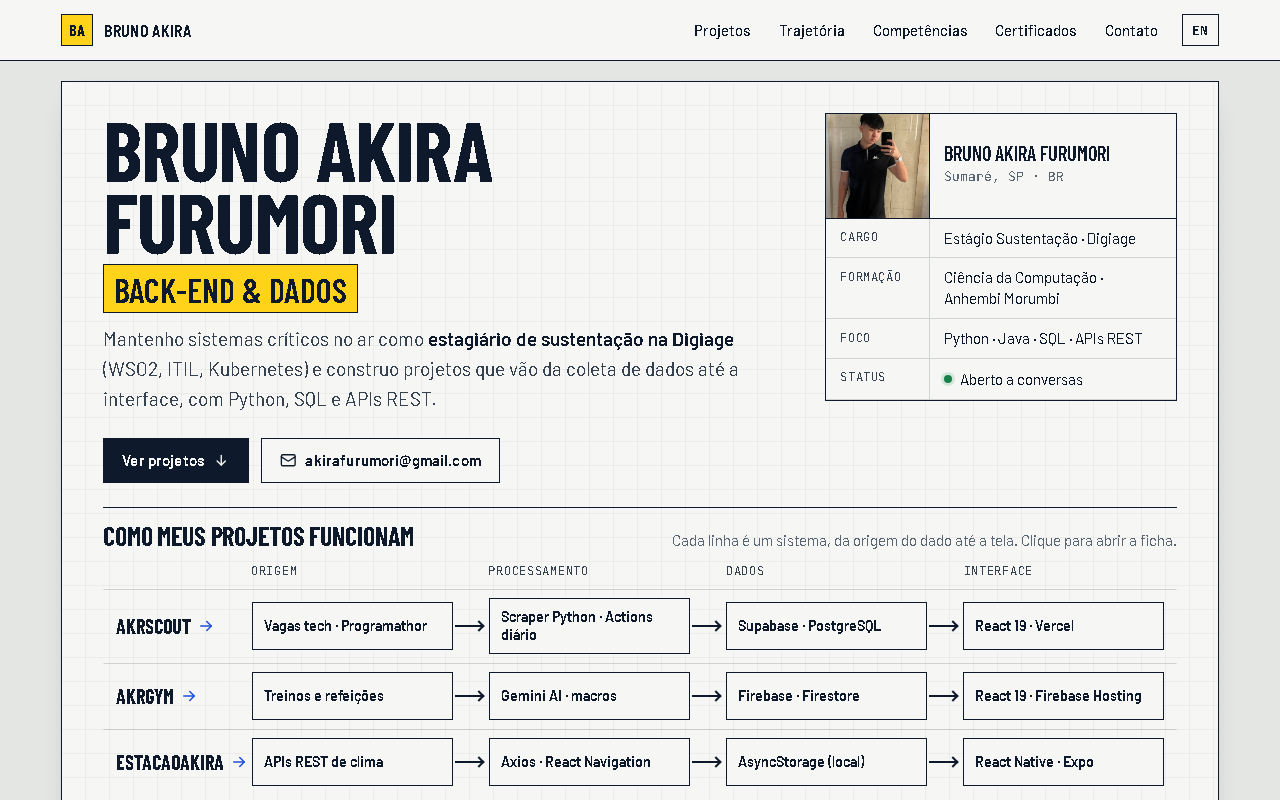 BA BRUNO AKIRA
Projetos Trajetória Competências Certificados Contato EN
BRUNO AKIRA
FURUMORI
BACK-END & DADOS
Mantenho sistemas críticos no ar como estagiário de sustentação na Digiage
(WSO2, ITIL, Kubernetes) e construo projetos que vão da coleta de dados até a
interface, com Python, SQL e APIs REST.
Ver projetos ↓ akirafurumori@gmail.com
BRUNO AKIRA FURUMORI
Sumaré, SP · BR
CARGO Estágio Sustentação · Digiage
FORMAÇÃO Ciência da Computação ·
Anhembi Morumbi
FOCO Python · Java · SQL · APIs REST
STATUS Aberto a conversas
COMO MEUS PROJETOS FUNCIONAM
Cada linha é um sistema, da origem do dado até a tela. Clique para abrir a ficha.
ORIGEM PROCESSAMENTO DADOS INTERFACE
AKRSCOUT → Vagas tech · Programathor → Scraper Python · Actions
diário → Supabase · PostgreSQL → React 19 · Vercel
AKRGYM → Treinos e refeições → Gemini AI · macros → Firebase · Firestore → React 19 · Firebase Hosting
ESTACAOAKIRA → APIs REST de clima → Axios · React Navigation → AsyncStorage (local) → React Native · Expo